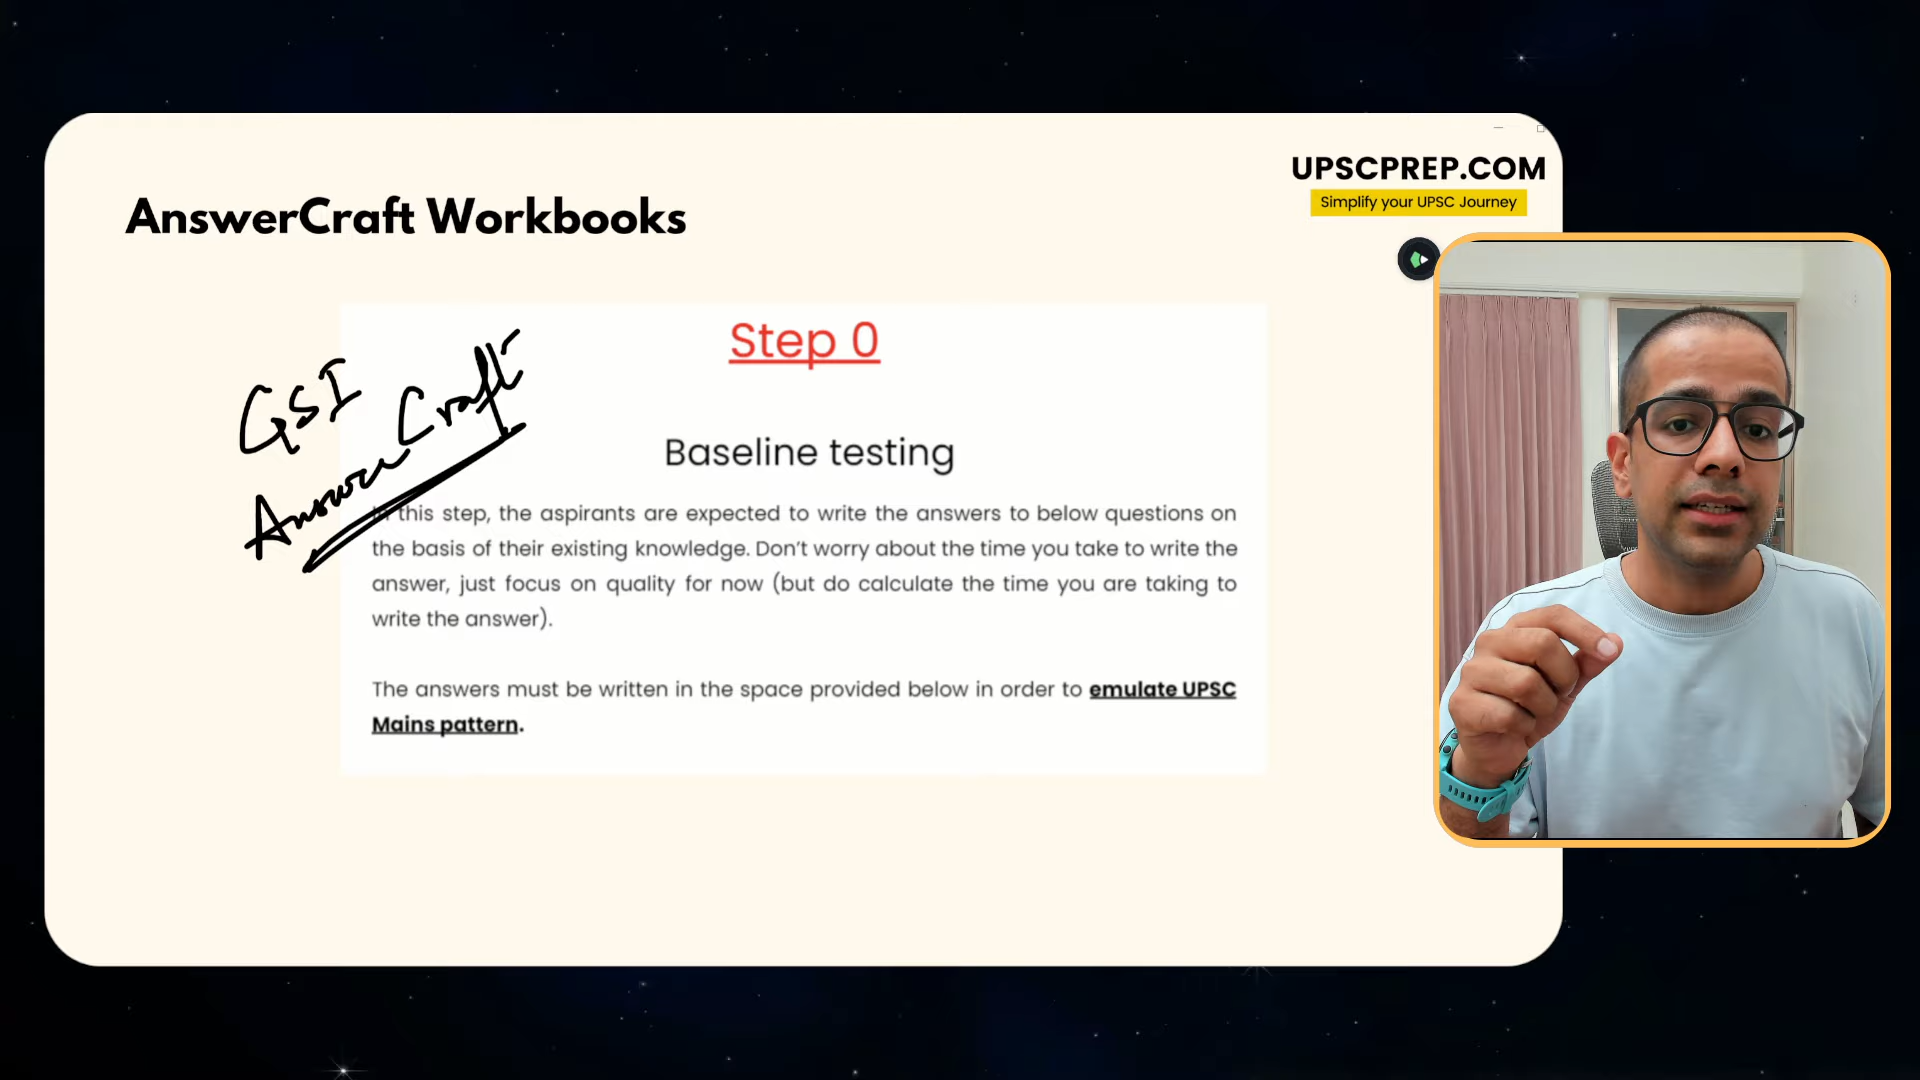 UPSCPREP.COM
Simplify your UPSC Journey
AnswerCraft Workbooks
Step 0
GSI
Answer Craft
Baseline testing
In this step, the aspirants are expected to write the answers to below questions on
the basis of their existing knowledge. Don't worry about the time you take to write the
answer, just focus on quality for now (but do calculate the time you are taking to
write the answer).
The answers must be written in the space provided below in order to emulate UPSC
Mains pattern.